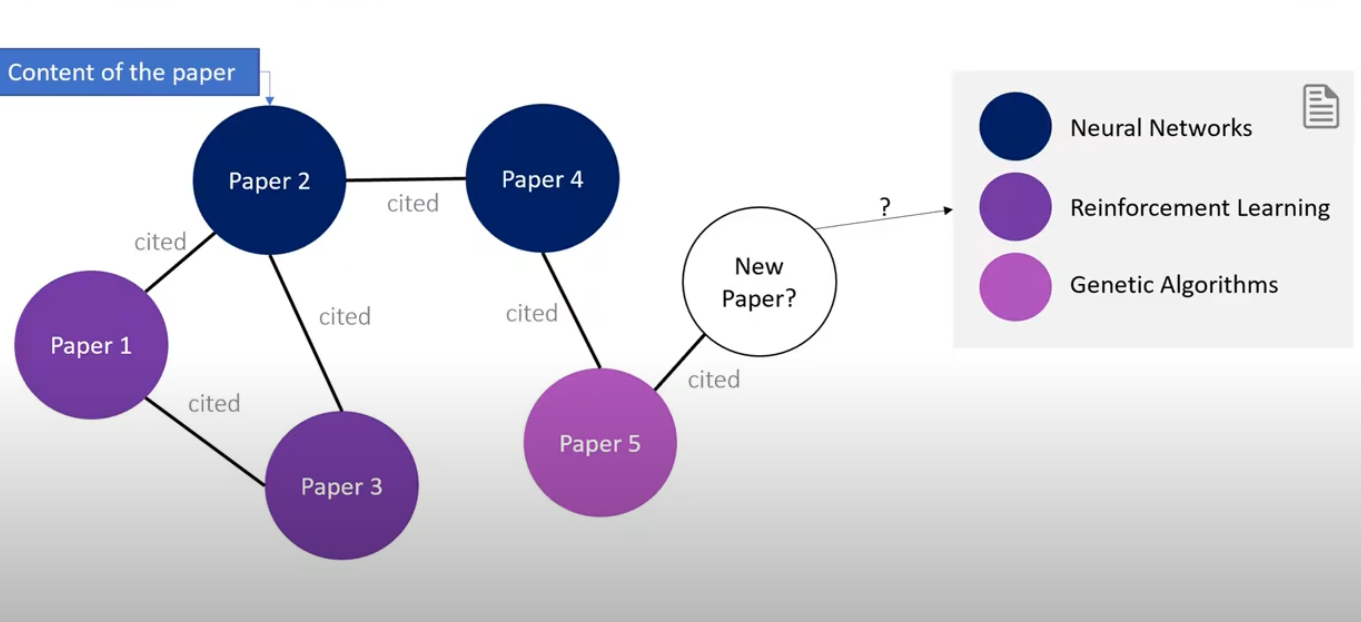 Content of the paper
Paper 2
cited
Paper 4
cited
Paper 1
cited
cited
Paper 3
cited
Paper 5
cited
New
Paper?
?
Neural Networks
Reinforcement Learning
Genetic Algorithms